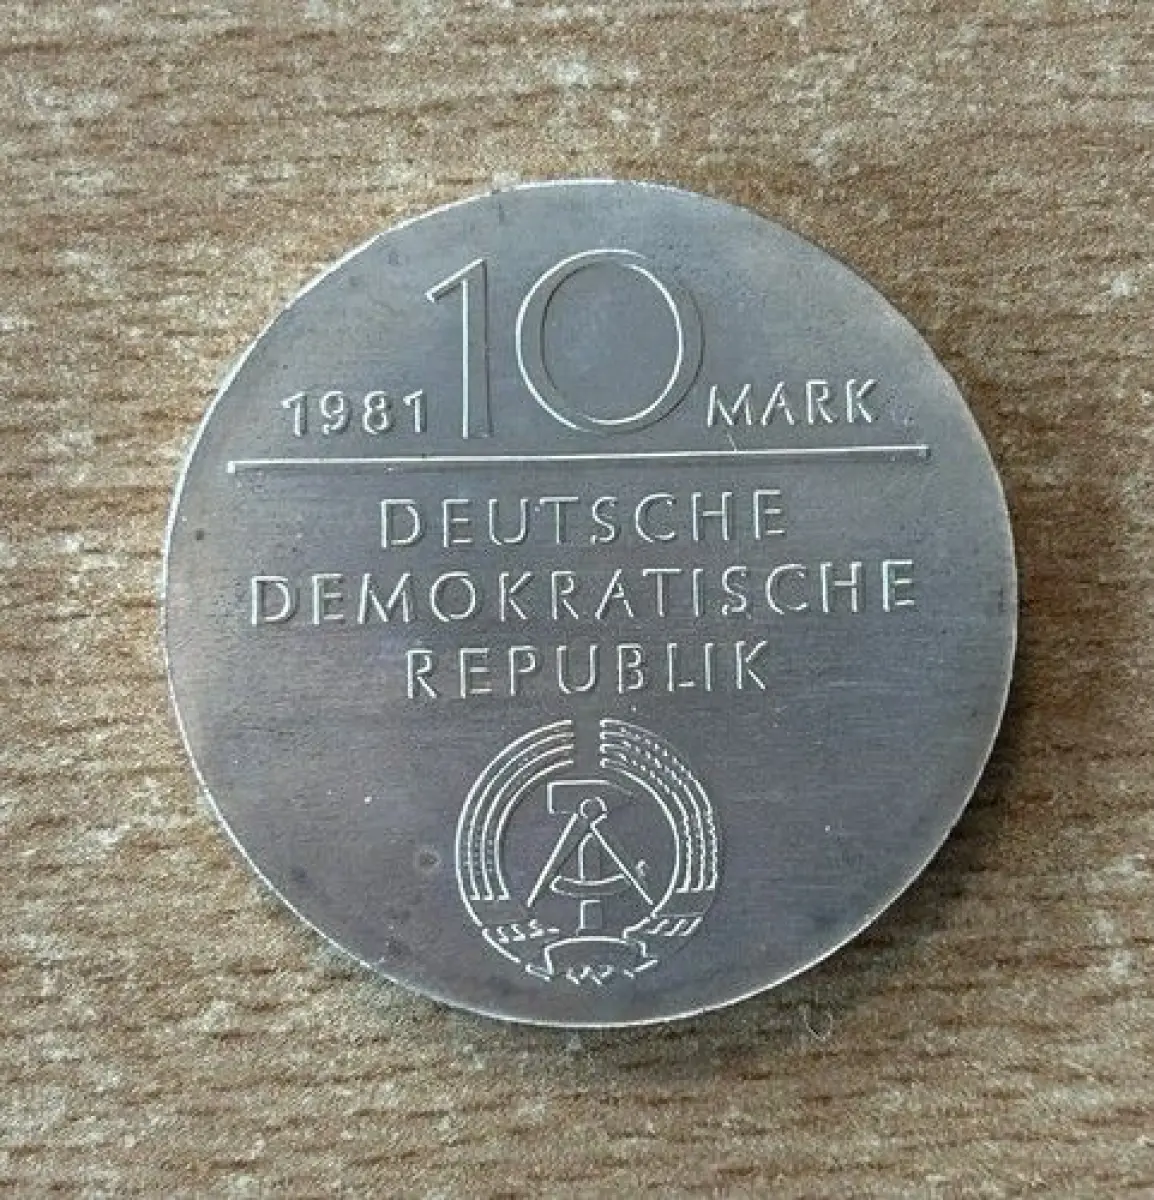 1981 10 MARK
DEUTSCHE
DEMOKRATISCHE
REPUBLIK